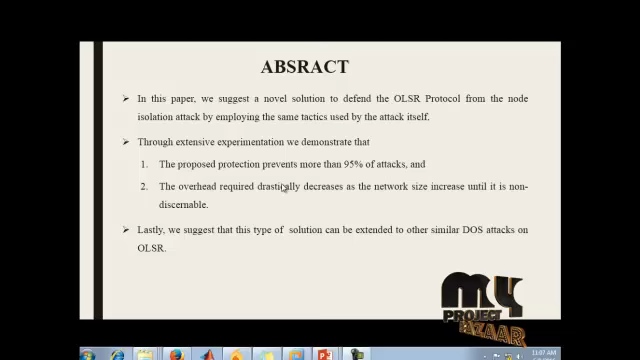 ABSRACT
➢ In this paper, we suggest a novel solution to defend the OLSR Protocol from the node
isolation attack by employing the same tactics used by the attack itself.
➢ Through extensive experimentation we demonstrate that
1. The proposed protection prevents more than 95% of attacks, and
2. The overhead required drastically decreases as the network size increase until it is non-
discernable.
➢ Lastly, we suggest that this type of solution can be extended to other similar DOS attacks on
OLSR.
my
PROJECT
BAZAAR
11:07 AM